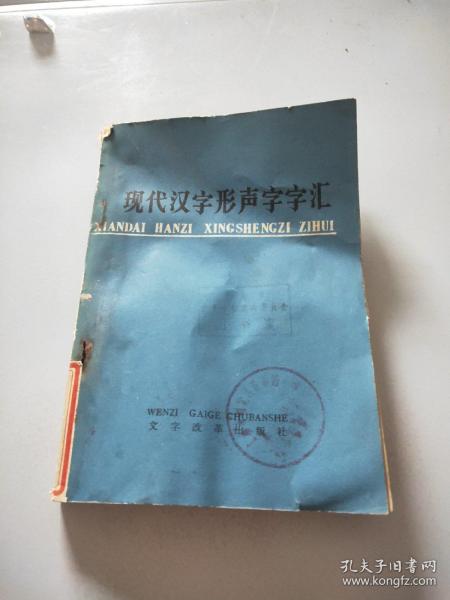 现代汉字形声字字汇
XIANDAI HANZI XINGSHENGZI ZIHUI
WENZI GAIGE CHUBANSHE
文字改革出版社
孔夫子旧书网
www.kongfz.com